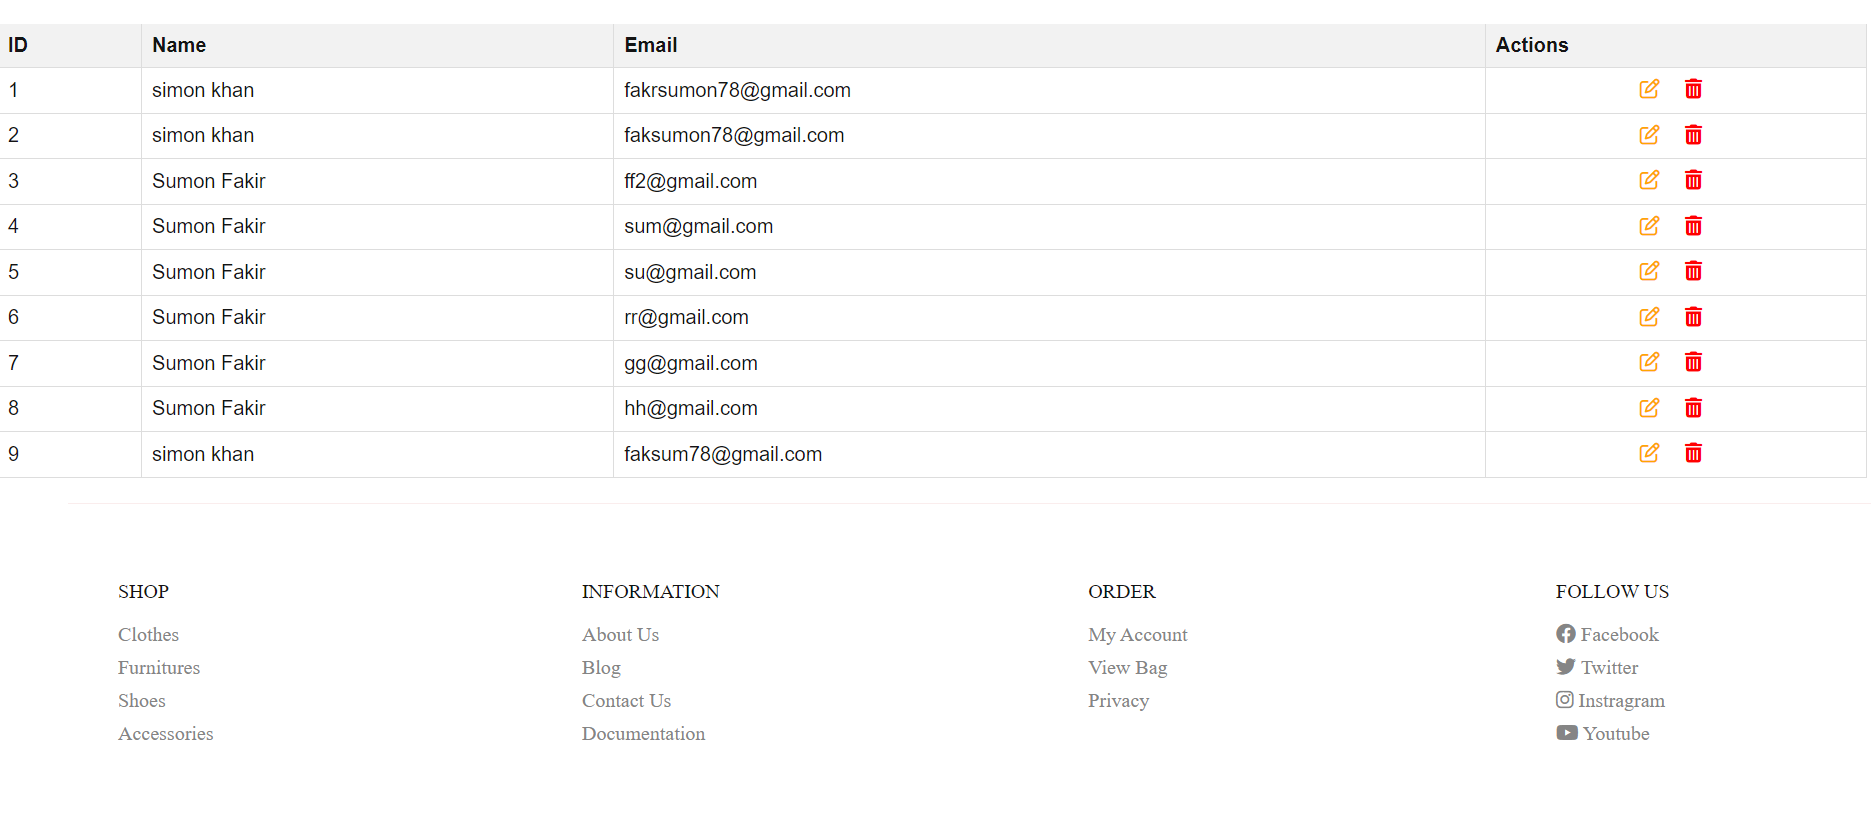 ID Name Email Actions
1 simon khan fakrsumon78@gmail.com
2 simon khan faksumon78@gmail.com
3 Sumon Fakir ff2@gmail.com
4 Sumon Fakir sum@gmail.com
5 Sumon Fakir su@gmail.com
6 Sumon Fakir rr@gmail.com
7 Sumon Fakir gg@gmail.com
8 Sumon Fakir hh@gmail.com
9 simon khan faksum78@gmail.com
SHOP
Clothes
Furnitures
Shoes
Accessories
INFORMATION
About Us
Blog
Contact Us
Documentation
ORDER
My Account
View Bag
Privacy
FOLLOW US
Facebook
Twitter
Instragram
Youtube